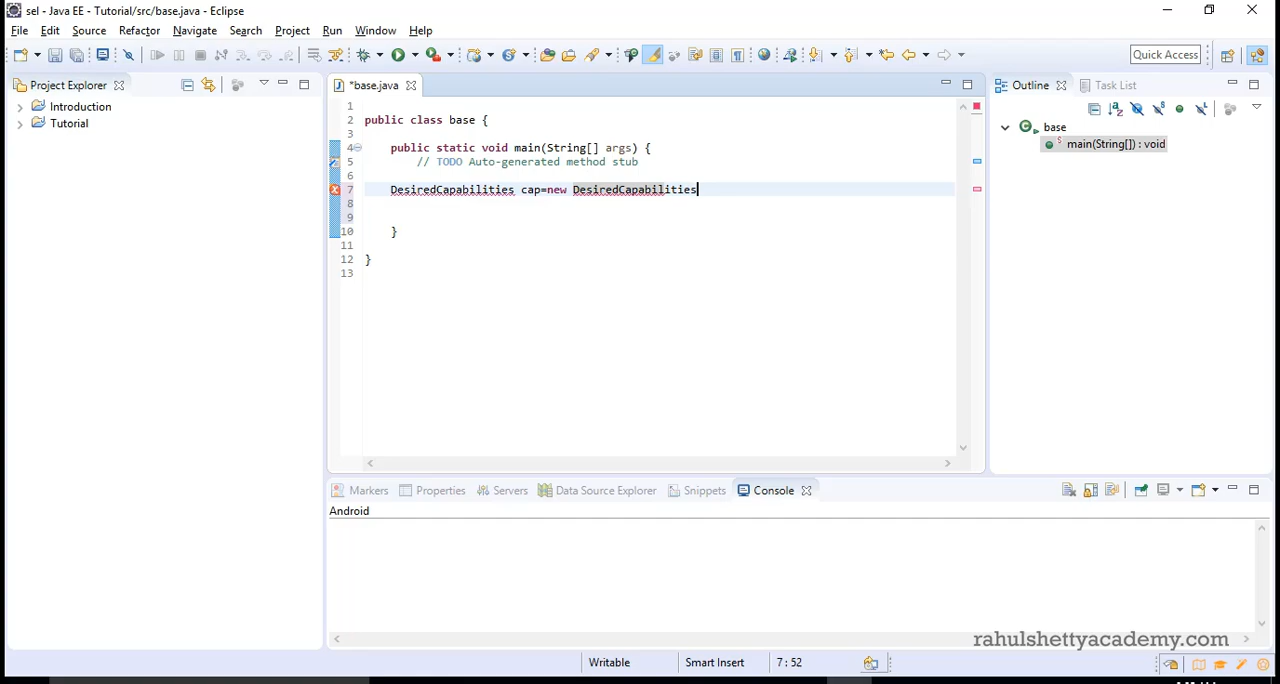 sel - Java EE - Tutorial/src/base.java - Eclipse
File Edit Source Refactor Navigate Search Project Run Window Help
Quick Access
Project Explorer
Introduction
Tutorial
*base.java
1
2 public class base {
3
4 public static void main(String[] args) {
5 // TODO Auto-generated method stub
7 DesiredCapabilities cap=new DesiredCapabilities
8
9
10 }
11
12 }
13
Outline Task List
base
main(String[]) : void
Markers Properties Servers Data Source Explorer Snippets Console
Android
rahulshettyacademy.com
Writable Smart Insert 7 : 52